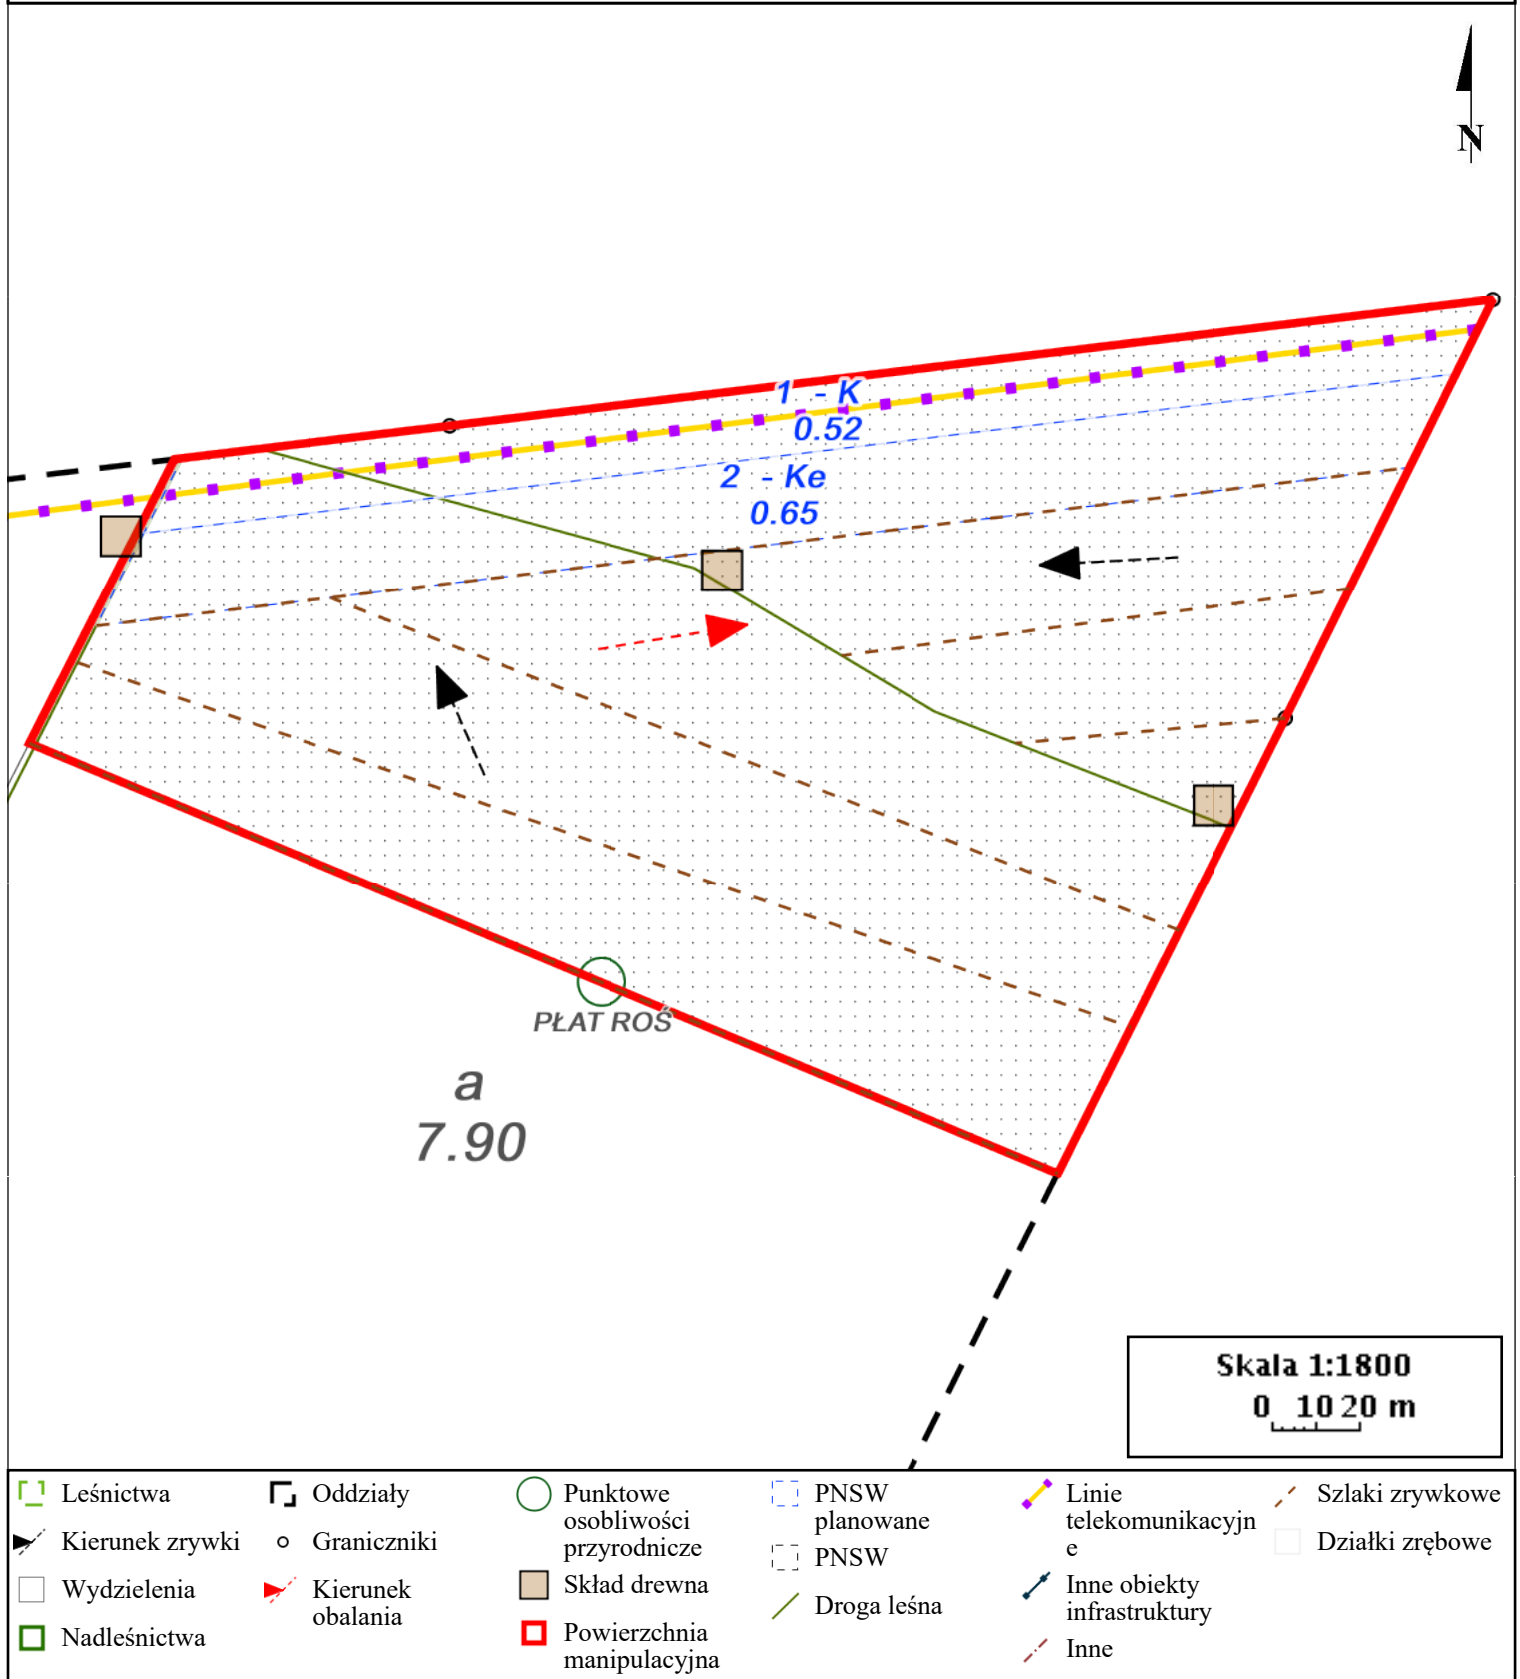 N
1 - K
0.52
2 - Ke
0.65
PŁAT ROŚ
a
7.90
Skala 1:1800
0 10 20 m
Leśnictwa
Kierunek zrywki
Wydzielenia
Nadleśnictwa
Oddziały
Graniczniki
Kierunek
obalania
Punktowe
osobliwości
przyrodnicze
Skład drewna
Powierzchnia
manipulacyjna
PNSW
planowane
PNSW
Droga leśna
Linie
telekomunikacyjn
e
Inne obiekty
infrastruktury
Inne
Szlaki zrywkowe
Działki zrębowe